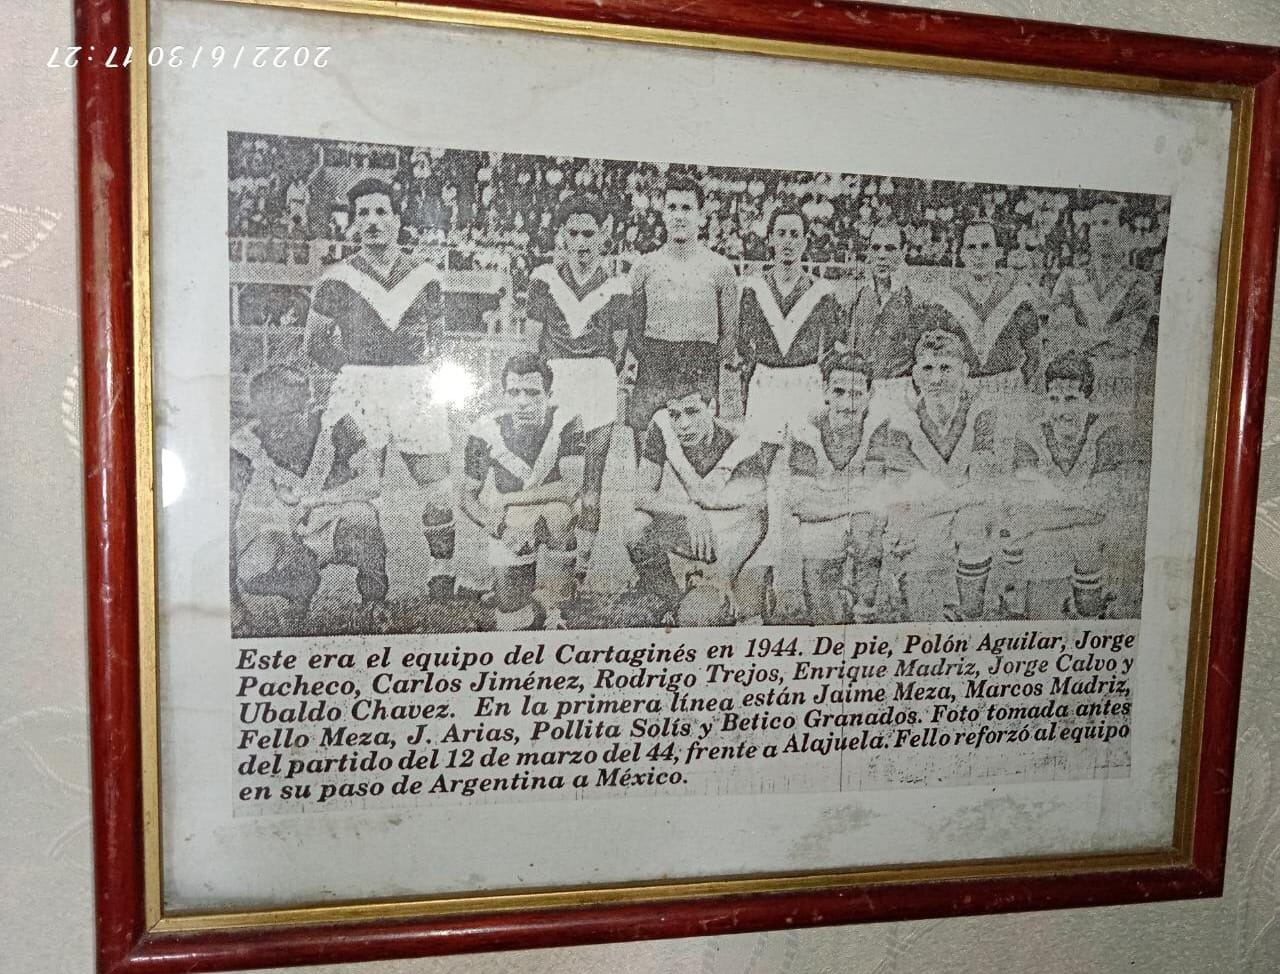 2022/6/30 17:27
Este era el equipo del Cartaginés en 1944. De pie, Polón Aguilar, Jorge
Pacheco, Carlos Jiménez, Rodrigo Trejos, Enrique Madriz, Jorge Calvo y
Ubaldo Chavez. En la primera línea están Jaime Meza, Marcos Madriz,
Fello Meza, J. Arias, Pollita Solís y Betico Granados. Foto tomada antes
del partido del 12 de marzo del 44, frente a Alajuela. Fello reforzó al equipo
en su paso de Argentina a México.